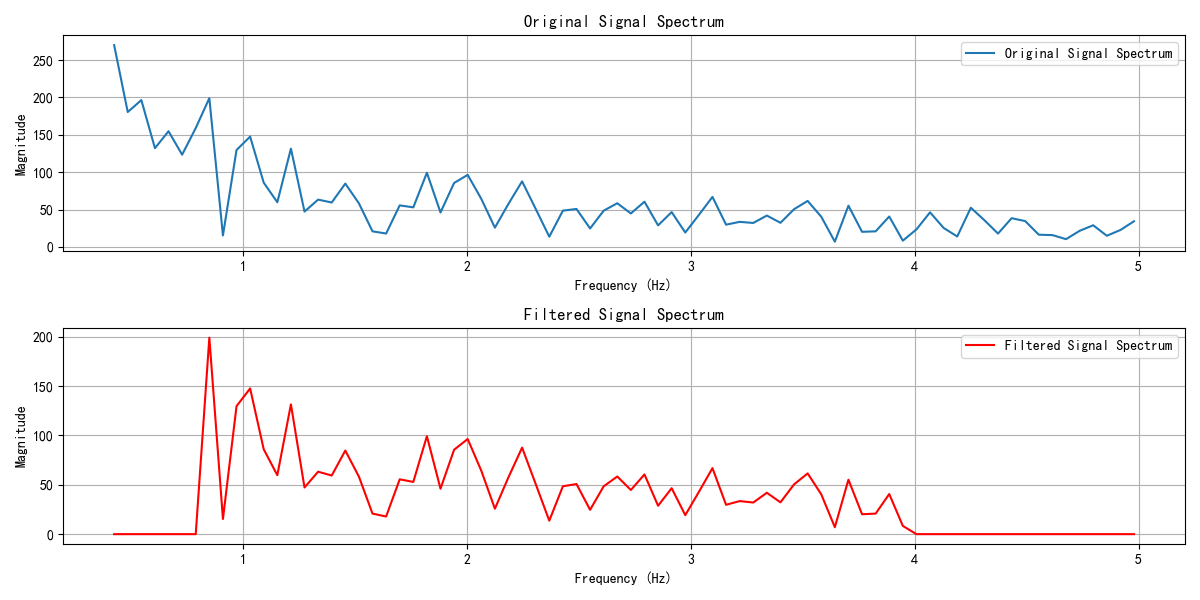 Original Signal Spectrum
Original Signal Spectrum
250
200
150
100
50
0
Magnitude
1
2
3
4
5
Frequency (Hz)
Filtered Signal Spectrum
Filtered Signal Spectrum
200
150
100
50
0
Magnitude
1
2
3
4
5
Frequency (Hz)